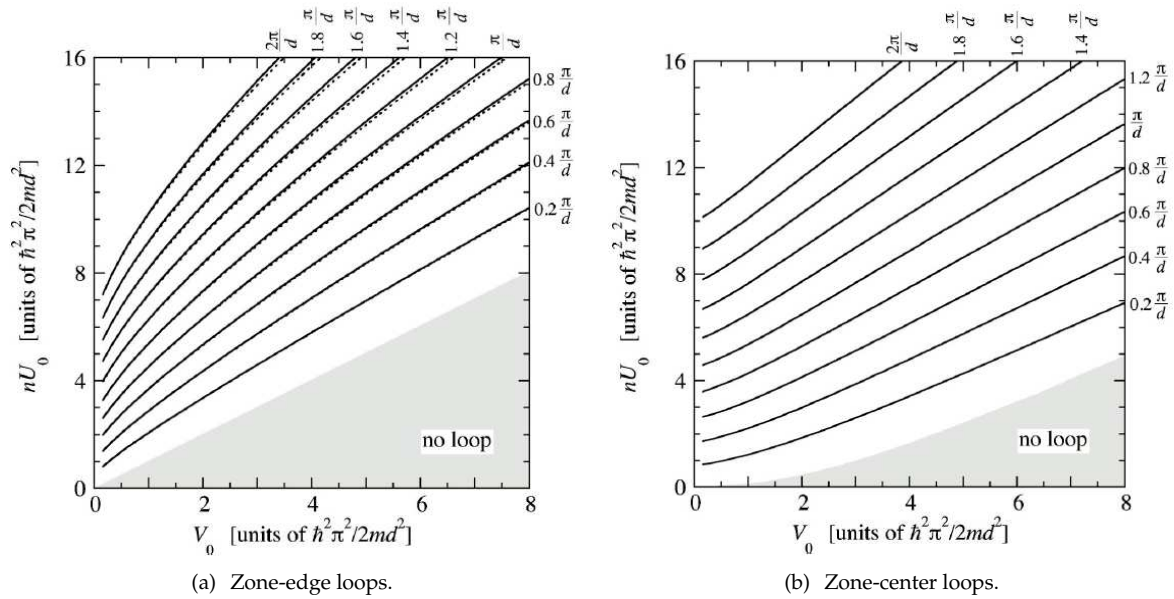 2π/d 1.8 π/d 1.6 π/d 1.4 π/d 1.2 π/d π/d
16
12
8
4
0
0.8 π/d
0.6 π/d
0.4 π/d
0.2 π/d
nU₀ [units of ħ²π²/2md²]
no loop
0 2 4 6 8
V₀ [units of ħ²π²/2md²]
(a) Zone-edge loops.
2π/d 1.8 π/d 1.6 π/d 1.4 π/d
16
12
8
4
0
1.2 π/d
π/d
0.8 π/d
0.6 π/d
0.4 π/d
0.2 π/d
nU₀ [units of ħ²π²/2md²]
no loop
0 2 4 6 8
V₀ [units of ħ²π²/2md²]
(b) Zone-center loops.